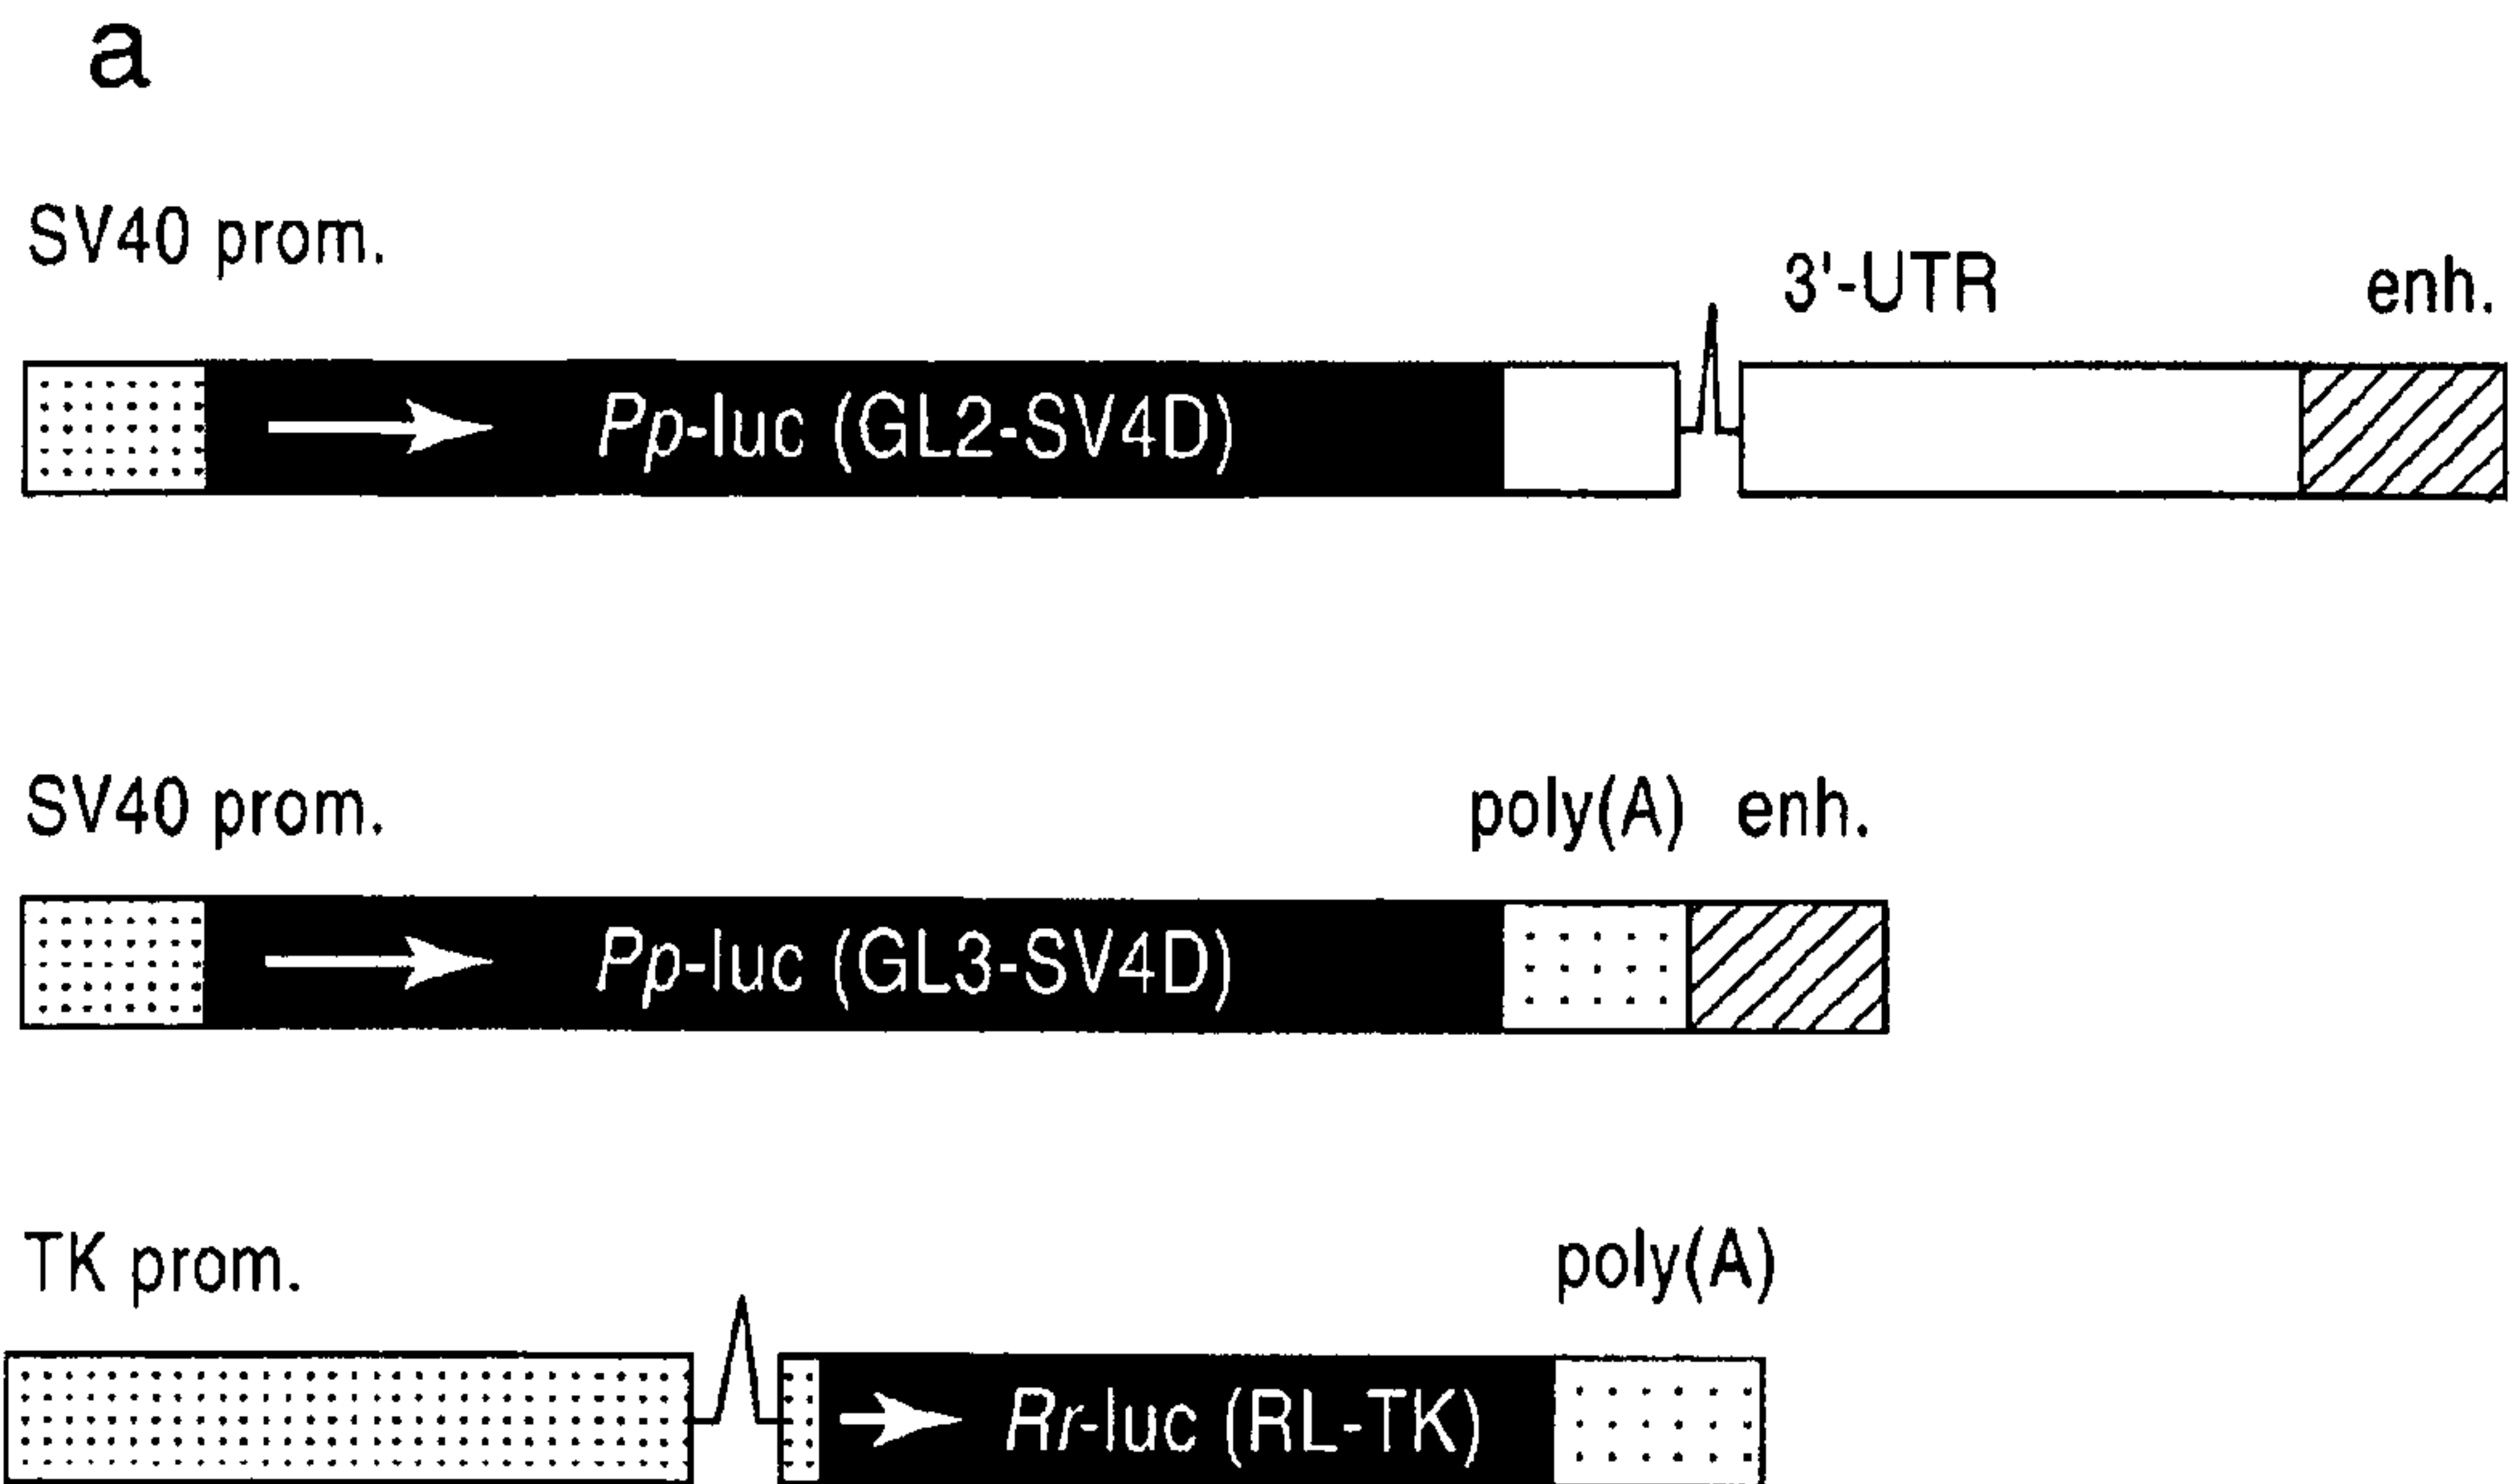 a
SV40 prom.
3'-UTR
enh.
Pp-luc (GL2-SV4D)
SV40 prom.
poly(A)
enh.
Pp-luc (GL3-SV4D)
TK prom.
poly(A)
Rr-luc (RL-TK)